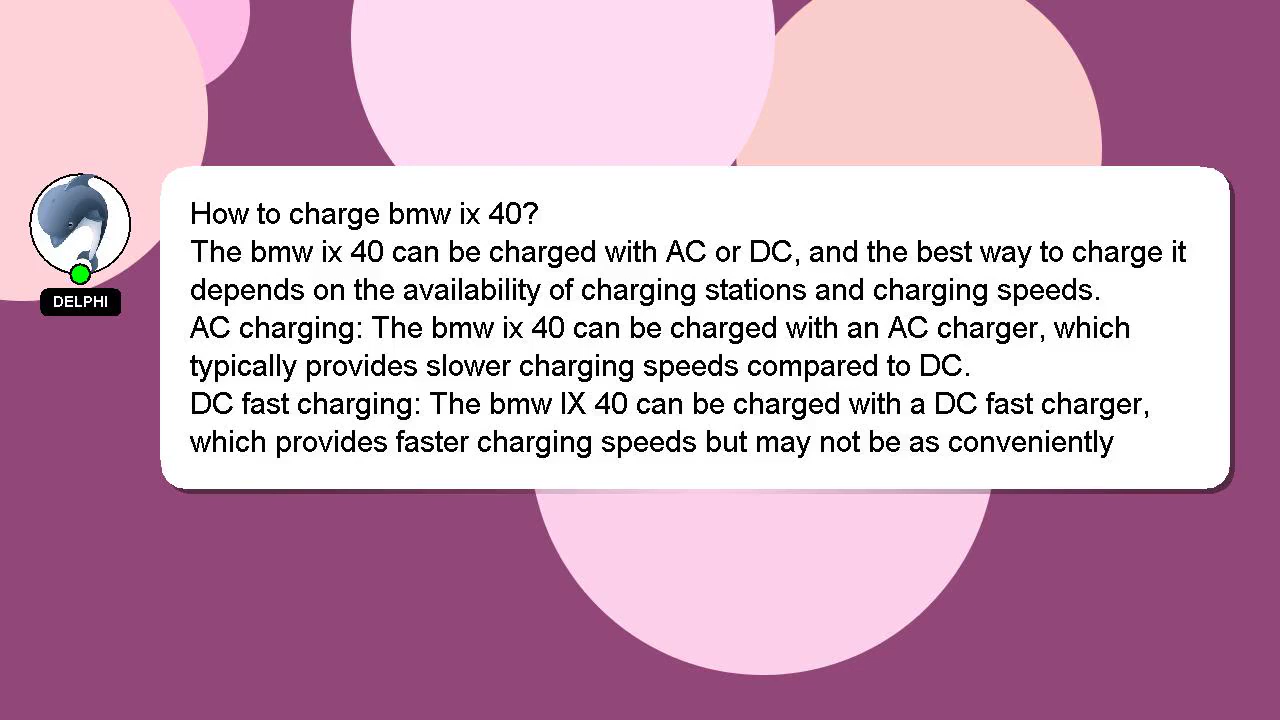 How to charge bmw ix 40?
The bmw ix 40 can be charged with AC or DC, and the best way to charge it
depends on the availability of charging stations and charging speeds.
AC charging: The bmw ix 40 can be charged with an AC charger, which
typically provides slower charging speeds compared to DC.
DC fast charging: The bmw IX 40 can be charged with a DC fast charger,
which provides faster charging speeds but may not be as conveniently
DELPHI